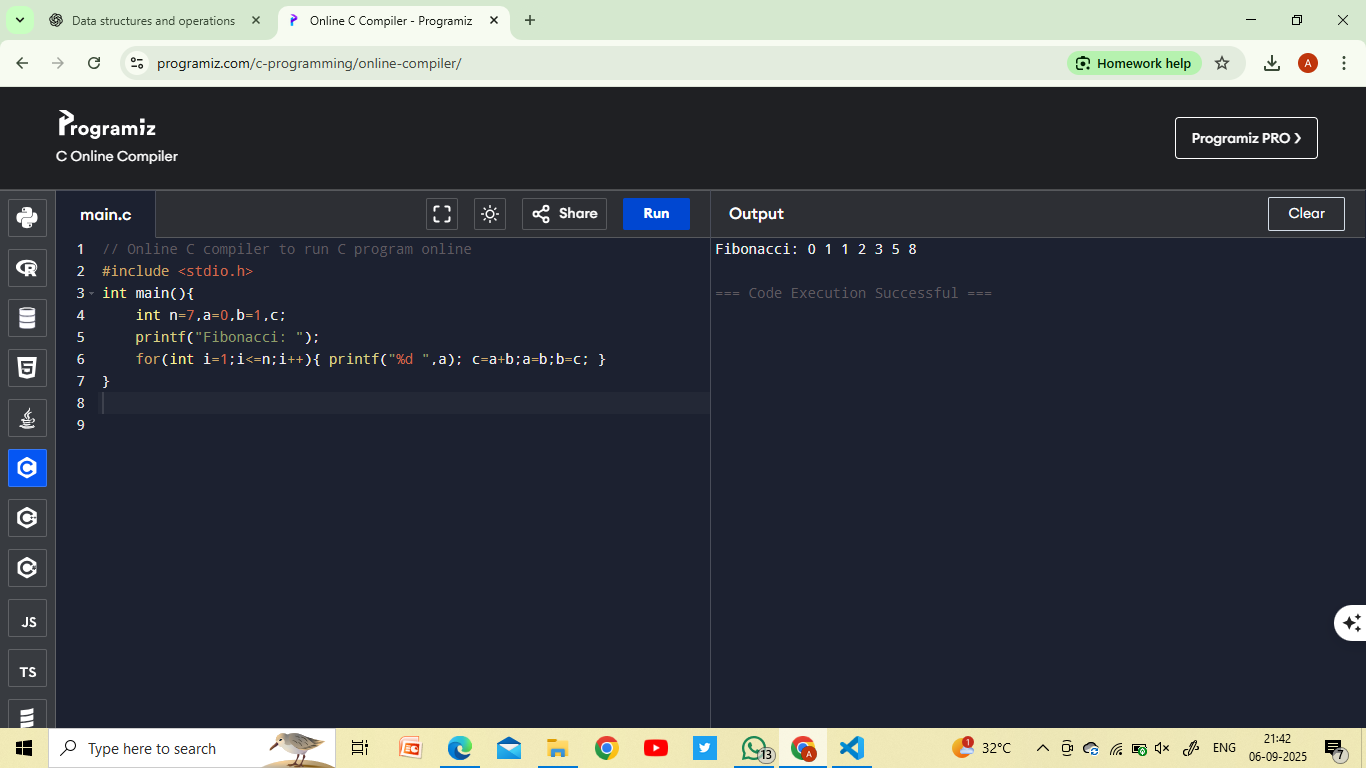 Data structures and operations
Online C Compiler - Programiz
programiz.com/c-programming/online-compiler/
Homework help
A
Programiz
C Online Compiler
Programiz PRO ❯
main.c
Share
Run
Output
Clear
1 // Online C compiler to run C program online
2 #include <stdio.h>
3 int main(){
4 int n=7,a=0,b=1,c;
5 printf("Fibonacci: ");
6 for(int i=1;i<=n;i++){ printf("%d ",a); c=a+b;a=b;b=c; }
7 }
8
9
Fibonacci: 0 1 1 2 3 5 8
=== Code Execution Successful ===
JS
TS
Type here to search
13
A
1
32°C
ENG
21:42
06-09-2025
7